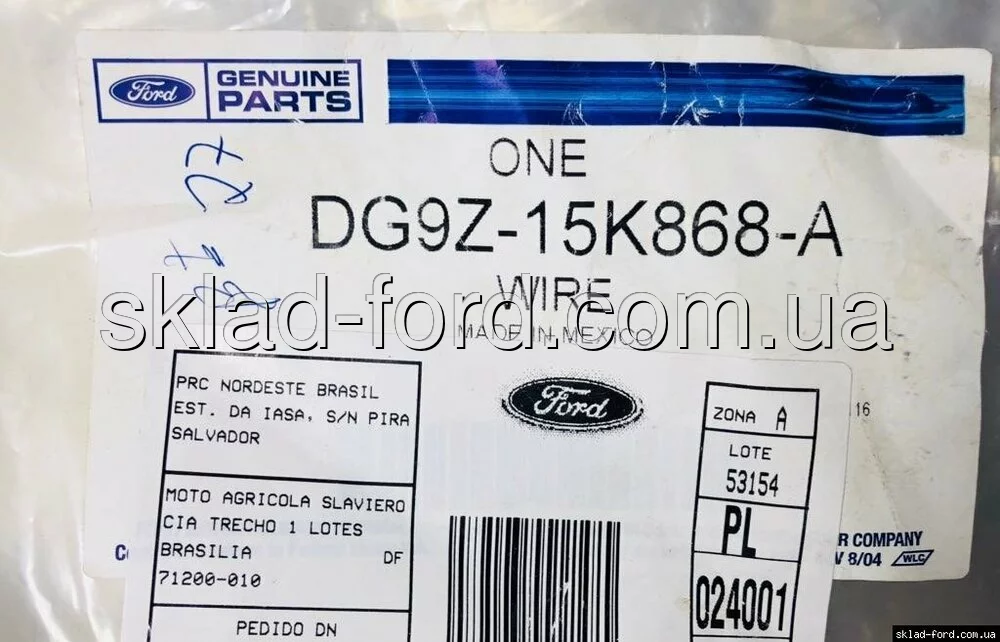 Ford
GENUINE
PARTS
ONE
DG9Z-15K868-A
WIRE
MADE IN MEXICO
sklad-ford.com.ua
PRC NORDESTE BRASIL
EST. DA IASA, S/N PIRA
SALVADOR
MOTO AGRICOLA SLAVIERO
CIA TRECHO 1 LOTES
BRASILIA DF
71200-010
PEDIDO DN
Ford
ZONA A
LOTE
53154
PL
024001
16
R COMPANY
V 8/04 WLC
sklad-ford.com.ua